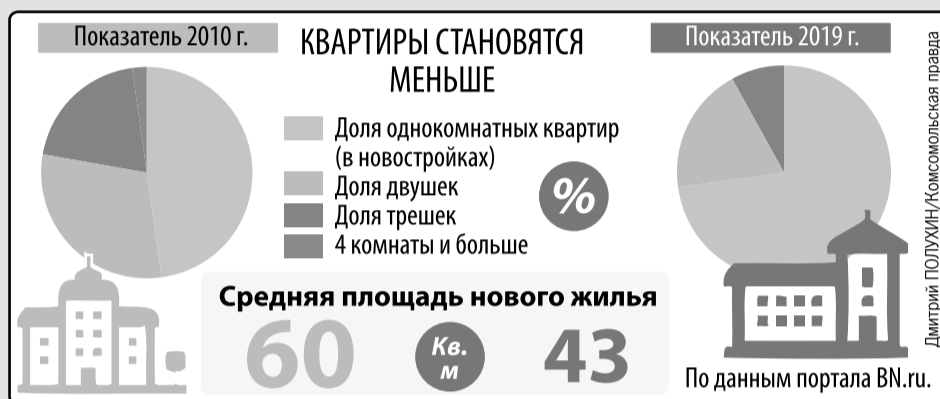 Показатель 2010 г.
КВАРТИРЫ СТАНОВЯТСЯ
МЕНЬШЕ
Показатель 2019 г.
Доля однокомнатных квартир
(в новостройках)
Доля двушек
Доля трешек
4 комнаты и больше
%
Средняя площадь нового жилья
60
Кв.
м
43
По данным портала BN.ru.
Дмитрий ПОЛУХИН/Комсомольская правда